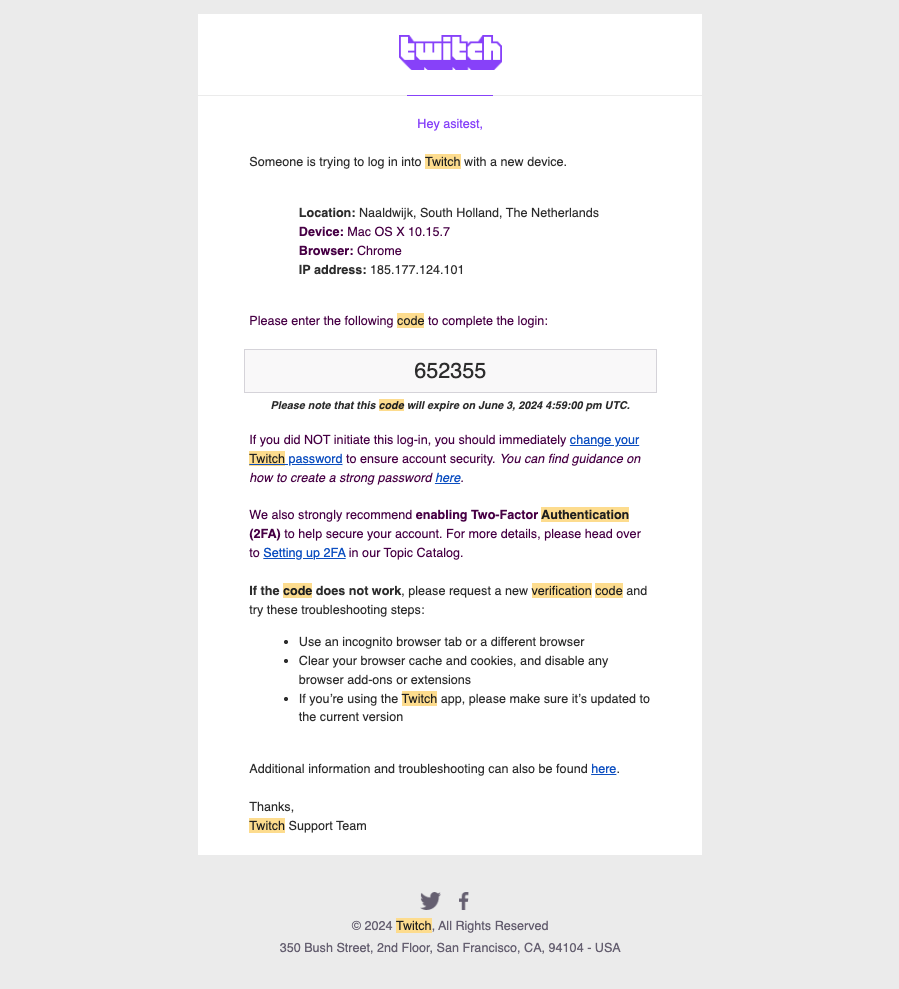 twitch
Hey asitest,
Someone is trying to log in into Twitch with a new device.
Location: Naaldwijk, South Holland, The Netherlands
Device: Mac OS X 10.15.7
Browser: Chrome
IP address: 185.177.124.101
Please enter the following code to complete the login:
652355
Please note that this code will expire on June 3, 2024 4:59:00 pm UTC.
If you did NOT initiate this log-in, you should immediately change your
Twitch password to ensure account security. You can find guidance on
how to create a strong password here.
We also strongly recommend enabling Two-Factor Authentication
(2FA) to help secure your account. For more details, please head over
to Setting up 2FA in our Topic Catalog.
If the code does not work, please request a new verification code and
try these troubleshooting steps:
• Use an incognito browser tab or a different browser
• Clear your browser cache and cookies, and disable any
browser add-ons or extensions
• If you’re using the Twitch app, please make sure it’s updated to
the current version
Additional information and troubleshooting can also be found here.
Thanks,
Twitch Support Team
© 2024 Twitch, All Rights Reserved
350 Bush Street, 2nd Floor, San Francisco, CA, 94104 - USA